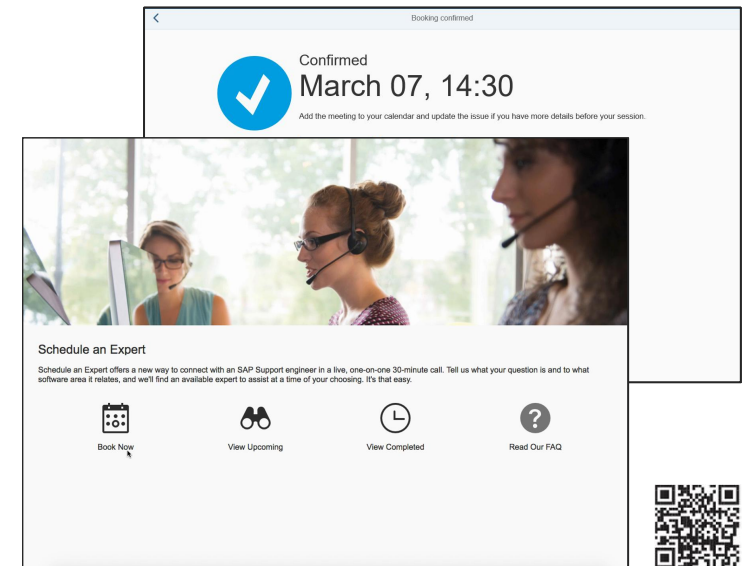 Booking confirmed
Confirmed
March 07, 14:30
Add the meeting to your calendar and update the issue if you have more details before your session.
Schedule an Expert
Schedule an Expert offers a new way to connect with an SAP Support engineer in a live, one-on-one 30-minute call. Tell us what your question is and to what
software area it relates, and we'll find an available expert to assist at a time of your choosing. It's that easy.
Book Now
View Upcoming
View Completed
Read Our FAQ